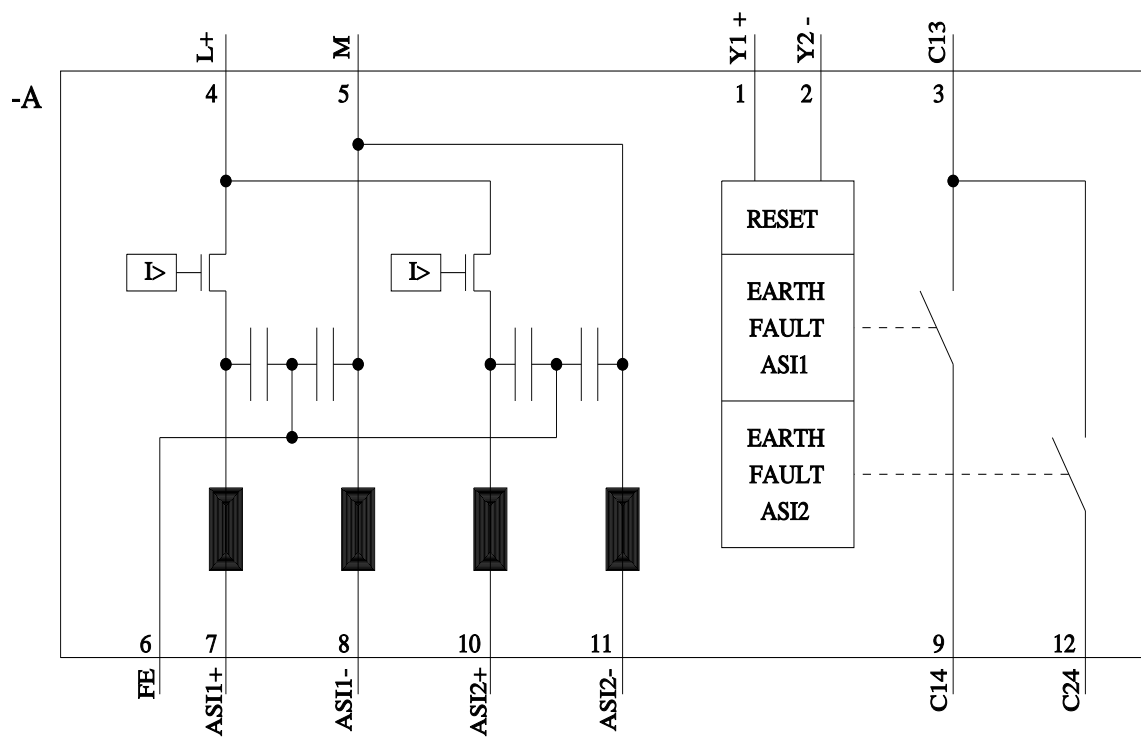 L+
M
Y1 +
Y2 -
C13
-A
4
5
1
2
3
RESET
I>
I>
EARTH
FAULT
ASI1
EARTH
FAULT
ASI2
6
7
8
10
11
9
12
FE
ASI1+
ASI1-
ASI2+
ASI2-
C14
C24